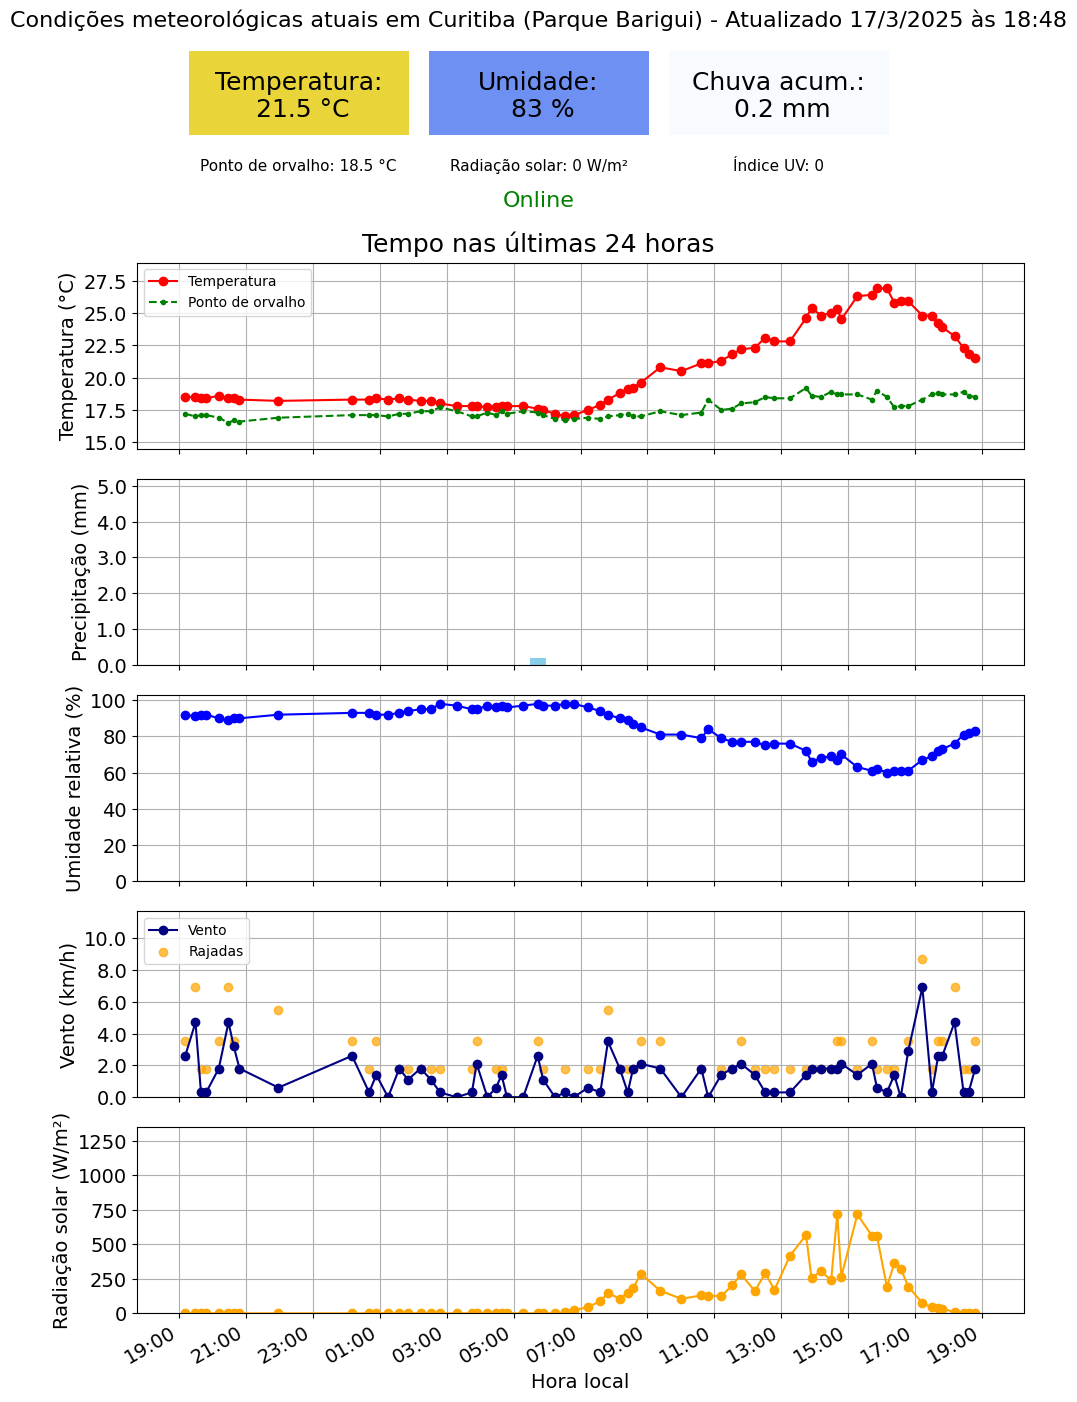 Condições meteorológicas atuais em Curitiba (Parque Barigui) - Atualizado 17/3/2025 às 18:48
Temperatura:
21.5 °C
Umidade:
83 %
Chuva acum.:
0.2 mm
Ponto de orvalho: 18.5 °C
Radiação solar: 0 W/m²
Índice UV: 0
Online
Tempo nas últimas 24 horas
Temperatura (°C)
27.5
25.0
22.5
20.0
17.5
15.0
Temperatura
Ponto de orvalho
Precipitação (mm)
5.0
4.0
3.0
2.0
1.0
0.0
Umidade relativa (%)
100
80
60
40
20
0
Vento (km/h)
10.0
8.0
6.0
4.0
2.0
0.0
Vento
Rajadas
Radiação solar (W/m²)
1250
1000
750
500
250
0
19:00
21:00
23:00
01:00
03:00
05:00
07:00
09:00
11:00
13:00
15:00
17:00
19:00
Hora local